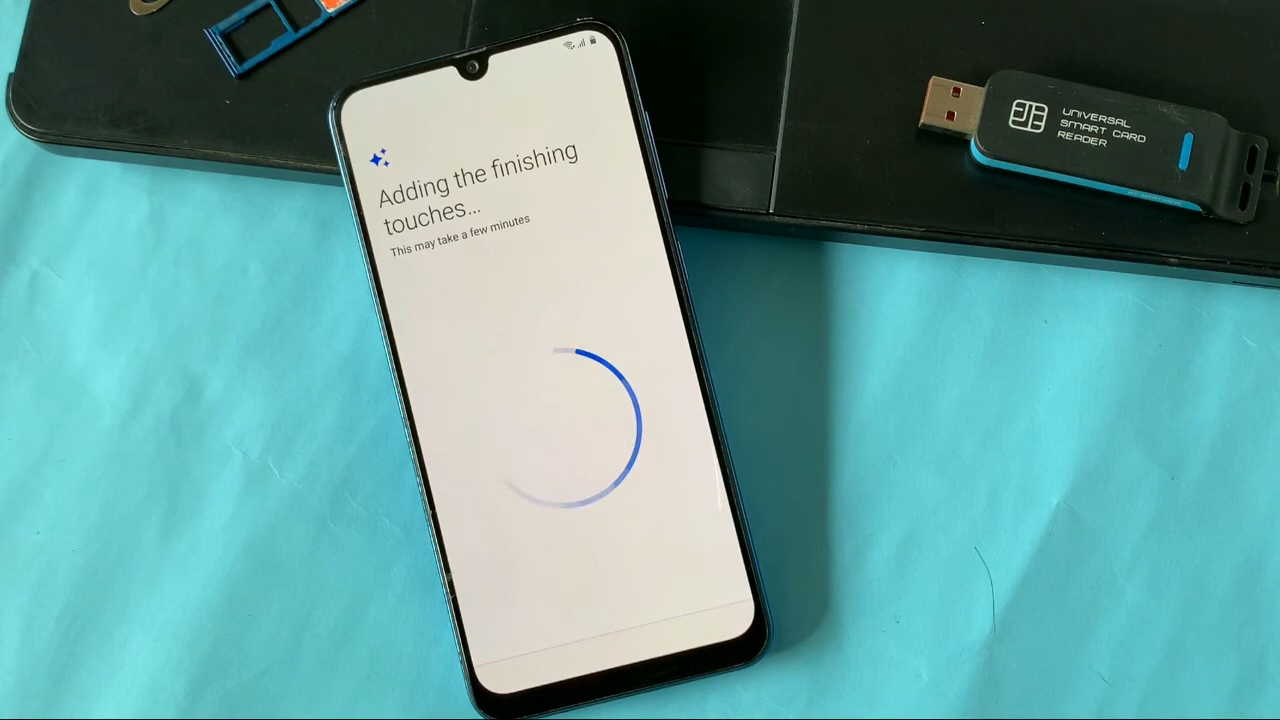 Adding the finishing
touches...
This may take a few minutes
UNIVERSAL
SMART CARD
READER